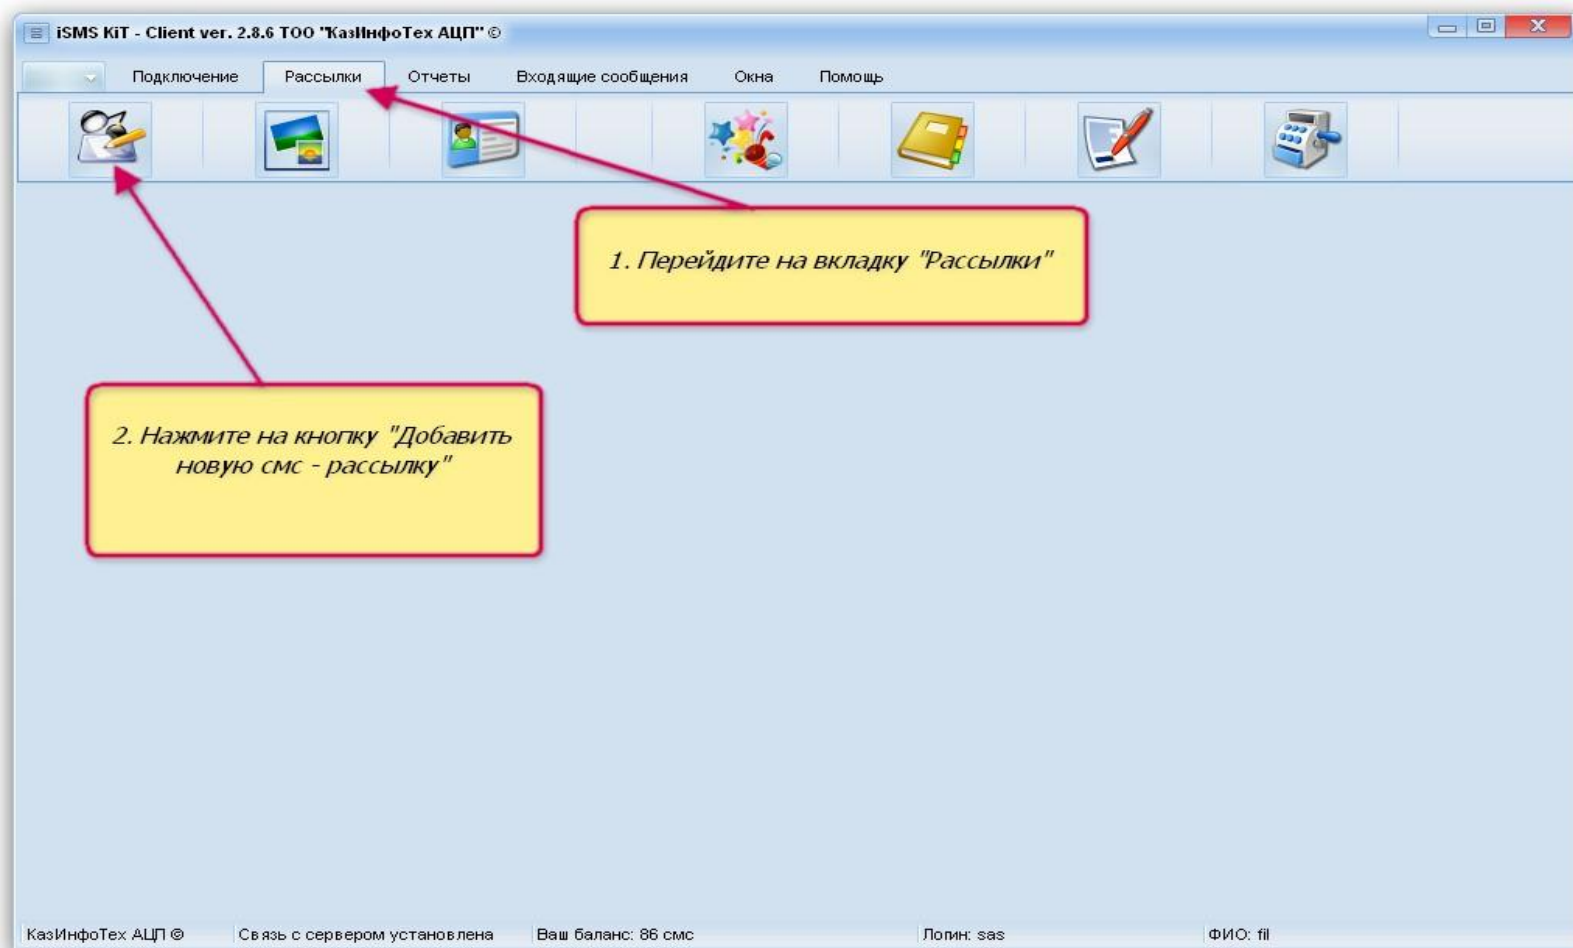 iSMS KiT - Client ver. 2.8.6 ТОО "КазИнфоТех АЦП" ©
Подключение Рассылки Отчеты Входящие сообщения Окна Помощь
1. Перейдите на вкладку "Рассылки"
2. Нажмите на кнопку "Добавить
новую смс - рассылку"
КазИнфоТех АЦП © Связь с сервером установлена Ваш баланс: 86 смс Логин: sas ФИО: fil